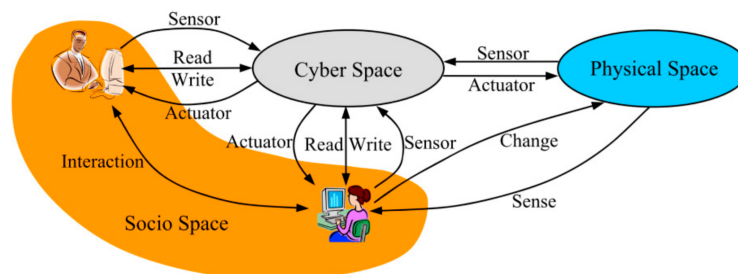 Sensor
Read
Write
Actuator
Cyber Space
Sensor
Actuator
Physical Space
Actuator
Read Write
Sensor
Change
Sense
Interaction
Socio Space